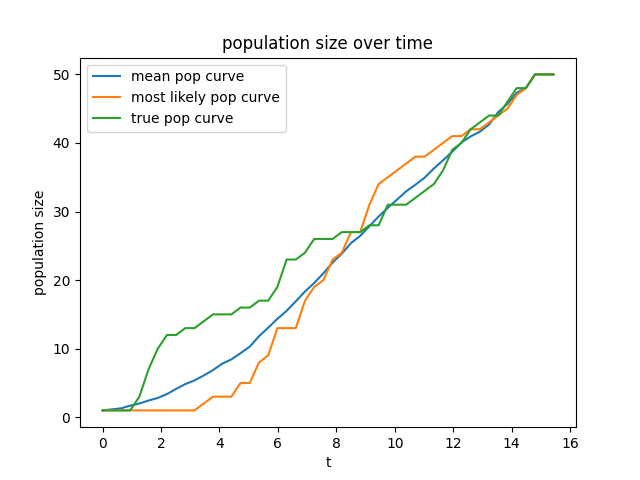 population size over time
mean pop curve
most likely pop curve
true pop curve
population size
50
40
30
20
10
0
0 2 4 6 8 10 12 14 16
t